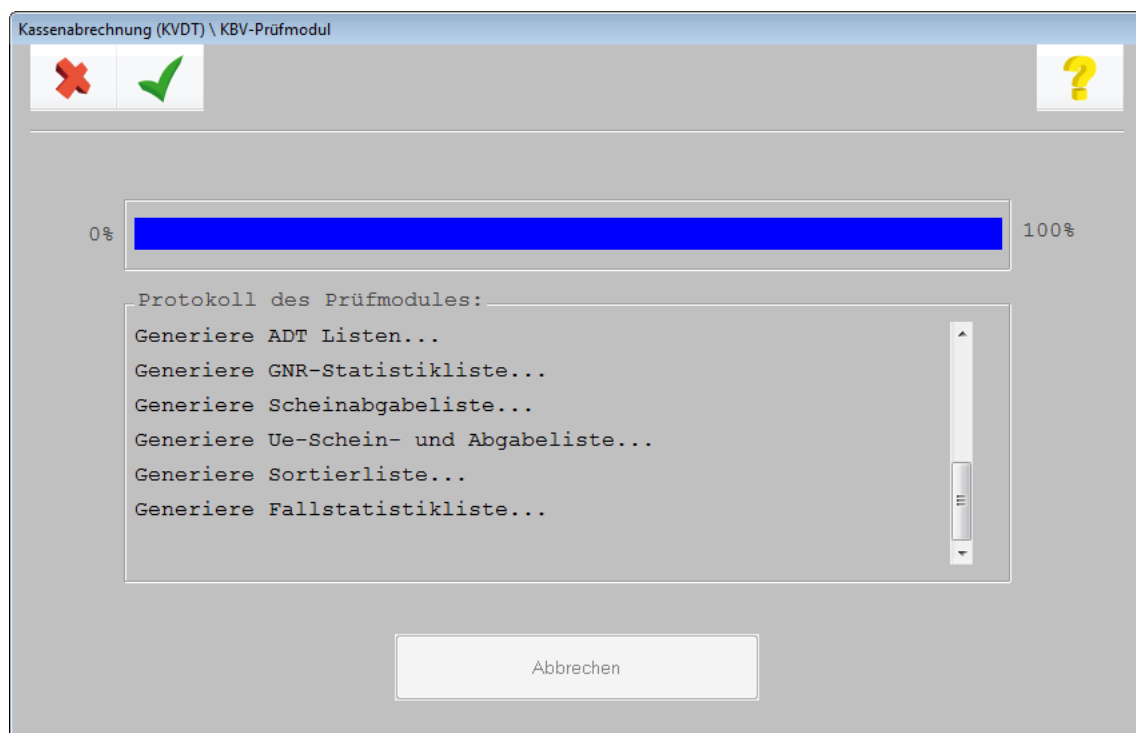 Kassenabrechnung (KVDT) \ KBV-Prüfmodul
0%
100%
Protokoll des Prüfmodules:
Generiere ADT Listen...
Generiere GNR-Statistikliste...
Generiere Scheinabgabeliste...
Generiere Ue-Schein- und Abgabeliste...
Generiere Sortierliste...
Generiere Fallstatistikliste...
Abbrechen